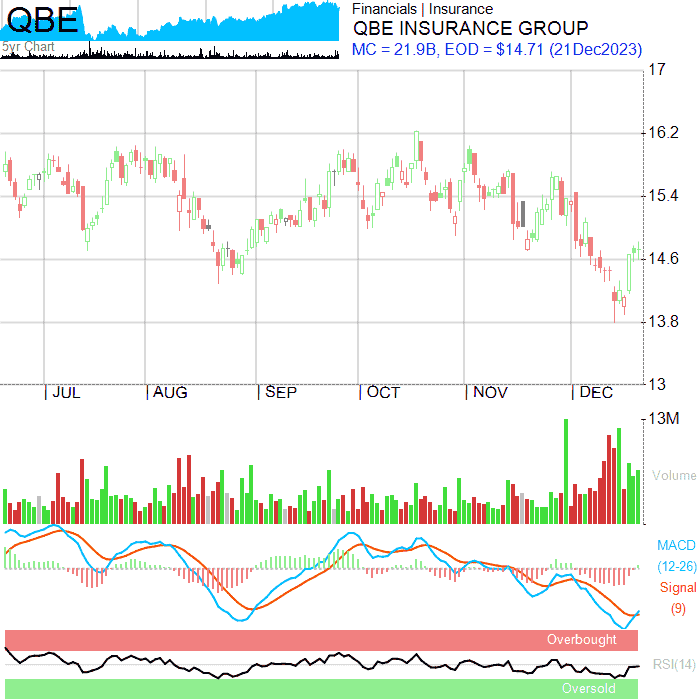 QBE
5yr Chart
Financials | Insurance
QBE INSURANCE GROUP
MC = 21.9B, EOD = $14.71 (21Dec2023)
17
16.2
15.4
14.6
13.8
13
JUL AUG SEP OCT NOV DEC
13M
Volume
MACD
(12-26)
Signal
(9)
Overbought
RSI(14)
Oversold